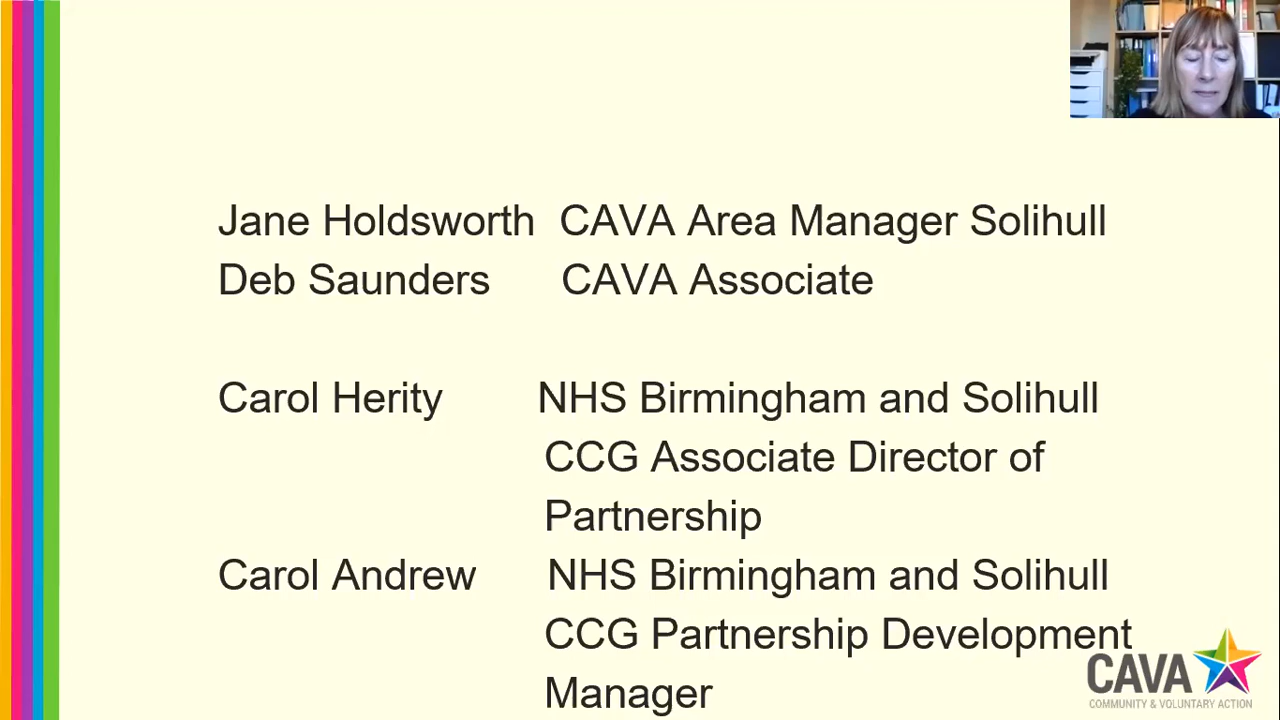 Jane Holdsworth CAVA Area Manager Solihull
Deb Saunders CAVA Associate
Carol Herity NHS Birmingham and Solihull
CCG Associate Director of
Partnership
Carol Andrew NHS Birmingham and Solihull
CCG Partnership Development
Manager
CAVA
COMMUNITY & VOLUNTARY ACTION